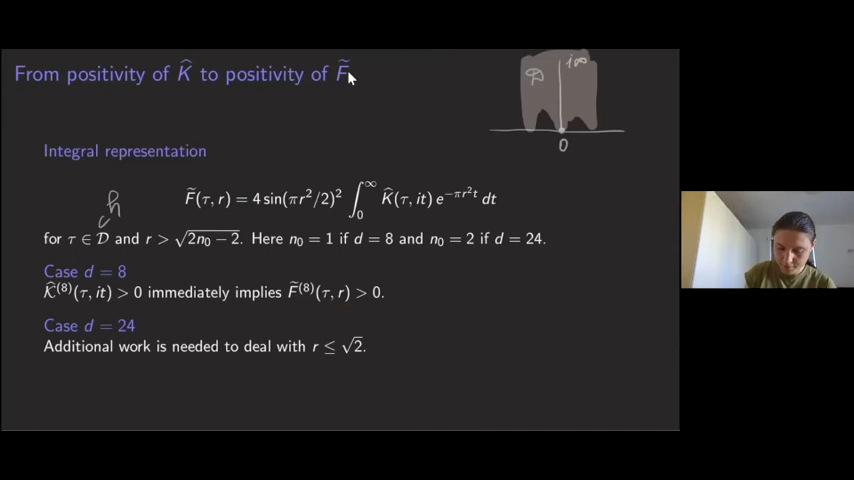 From positivity of K̂ to positivity of F̃
𝒟
i∞
0
Integral representation
F̃(τ, r) = 4 sin(πr²/2)² ∫₀^∞ K̂(τ, it) e^{−πr²t} dt
h
for τ ∈ 𝒟 and r > √(2n₀ − 2). Here n₀ = 1 if d = 8 and n₀ = 2 if d = 24.
Case d = 8
𝒦̂⁽⁸⁾(τ, it) > 0 immediately implies F̃⁽⁸⁾(τ, r) > 0.
Case d = 24
Additional work is needed to deal with r ≤ √2.